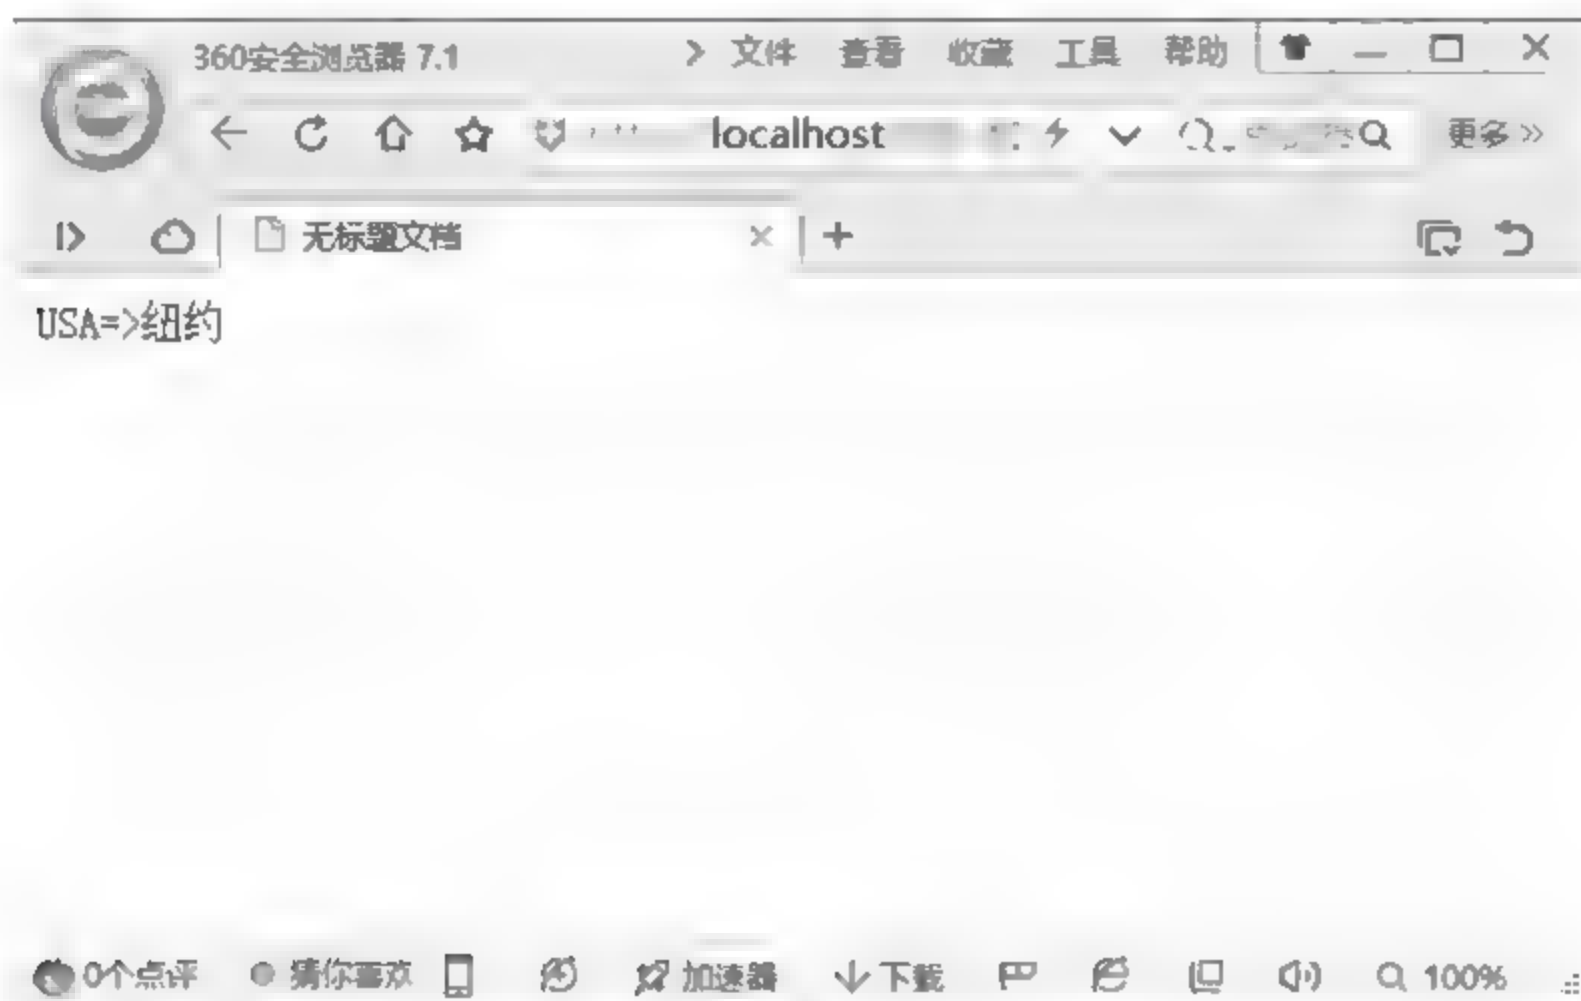 360安全浏览器 7.1
文件 查看 收藏 工具 帮助
localhost
更多
无标题文档
USA=>纽约
0个点评 猜你喜欢 加速器 下载 100%